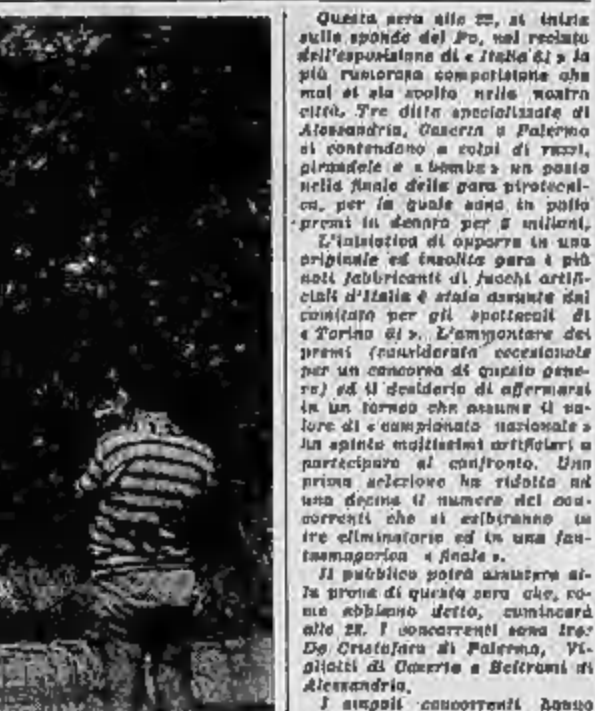 Questa sera alle 22, si inizia
sulle sponde del Po, nel recinto
dell'esposizione di « Italia 61 » la
più rumorosa competizione che
mai si sia svolta nella nostra
città. Tre ditte specializzate di
Alessandria, Caserta e Palermo
si contendono a colpi di razzi,
girandole e « bombe » un posto
nella finale della gara pirotecni-
ca, per la quale sono in palio
premi in denaro per 5 milioni.
L'iniziativa di opporre in una
originale ed insolita gara i più
noti fabbricanti di fuochi artifi-
ciali d'Italia è stata assunta dal
comitato per gli spettacoli di
« Torino 61 ». L'ammontare dei
premi (considerato eccezionale
per un concorso di questo gene-
re) ed il desiderio di affermarsi
in un torneo che assume il va-
lore di « campionato nazionale »
ha spinto moltissimi artificieri a
partecipare al confronto. Una
prima selezione ha ridotto ad
una decina il numero dei con-
correnti che si esibiranno in
tre eliminatorie ed in una fan-
tasmagorica « finale ».
Il pubblico potrà assistere al-
la prova di questa sera che, co-
me abbiamo detto, comincerà
alle 22. I concorrenti sono tre:
De Cristofaro di Palermo, Vi-
gliotti di Caserta e Beltrami di
Alessandria.
I singoli concorrenti hanno